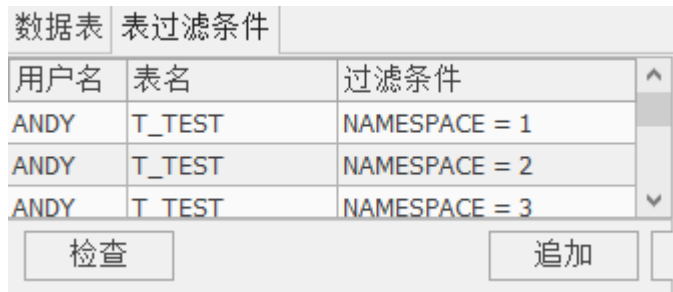 数据表 表过滤条件
用户名 表名 过滤条件
ANDY T_TEST NAMESPACE = 1
ANDY T_TEST NAMESPACE = 2
ANDY T_TEST NAMESPACE = 3
检查 追加